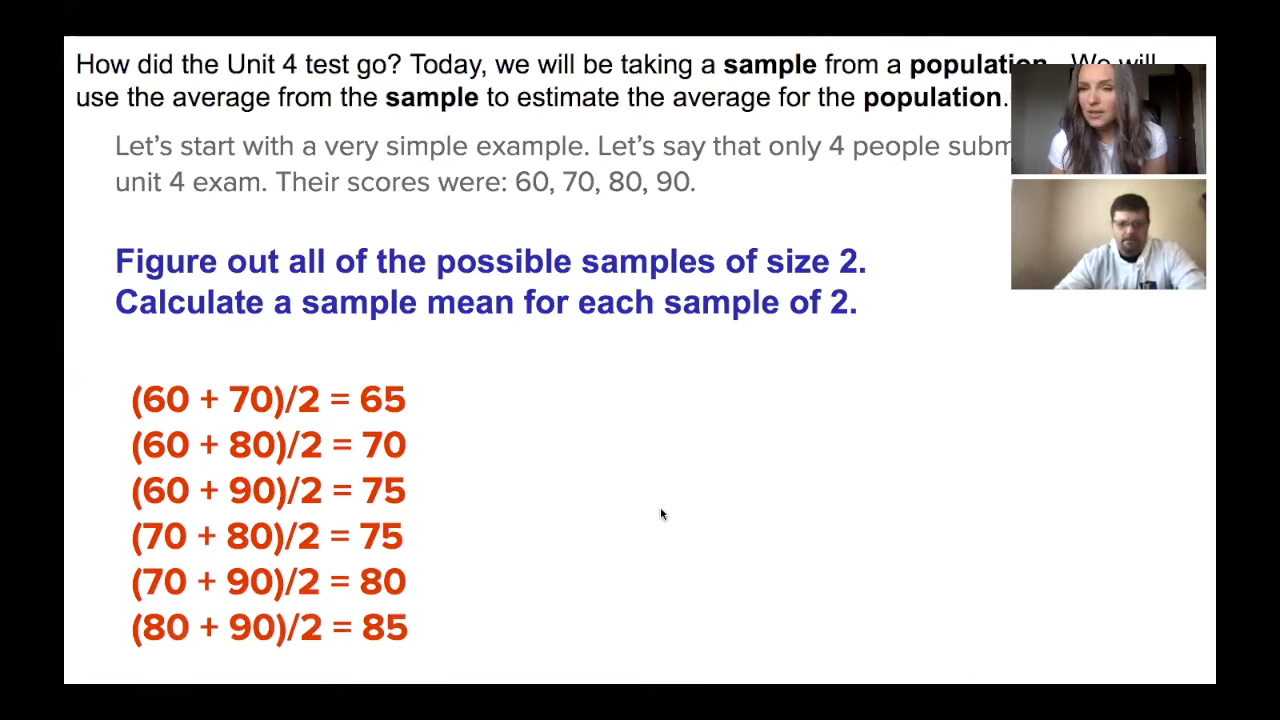 How did the Unit 4 test go? Today, we will be taking a sample from a population. We will
use the average from the sample to estimate the average for the population.
Let's start with a very simple example. Let's say that only 4 people
unit 4 exam. Their scores were: 60, 70, 80, 90.
Figure out all of the possible samples of size 2.
Calculate a sample mean for each sample of 2.
(60 + 70)/2 = 65
(60 + 80)/2 = 70
(60 + 90)/2 = 75
(70 + 80)/2 = 75
(70 + 90)/2 = 80
(80 + 90)/2 = 85